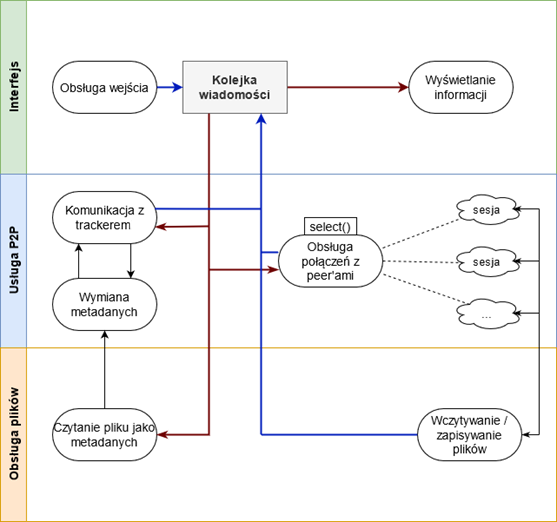 Interfejs
Obsługa wejścia
Kolejka
wiadomości
Wyświetlanie
informacji
Usługa P2P
Komunikacja z
trackerem
select()
Obsługa
połączeń z
peer'ami
sesja
sesja
...
Wymiana
metadanych
Obsługa plików
Czytanie pliku jako
metadanych
Wczytywanie /
zapisywanie
plików